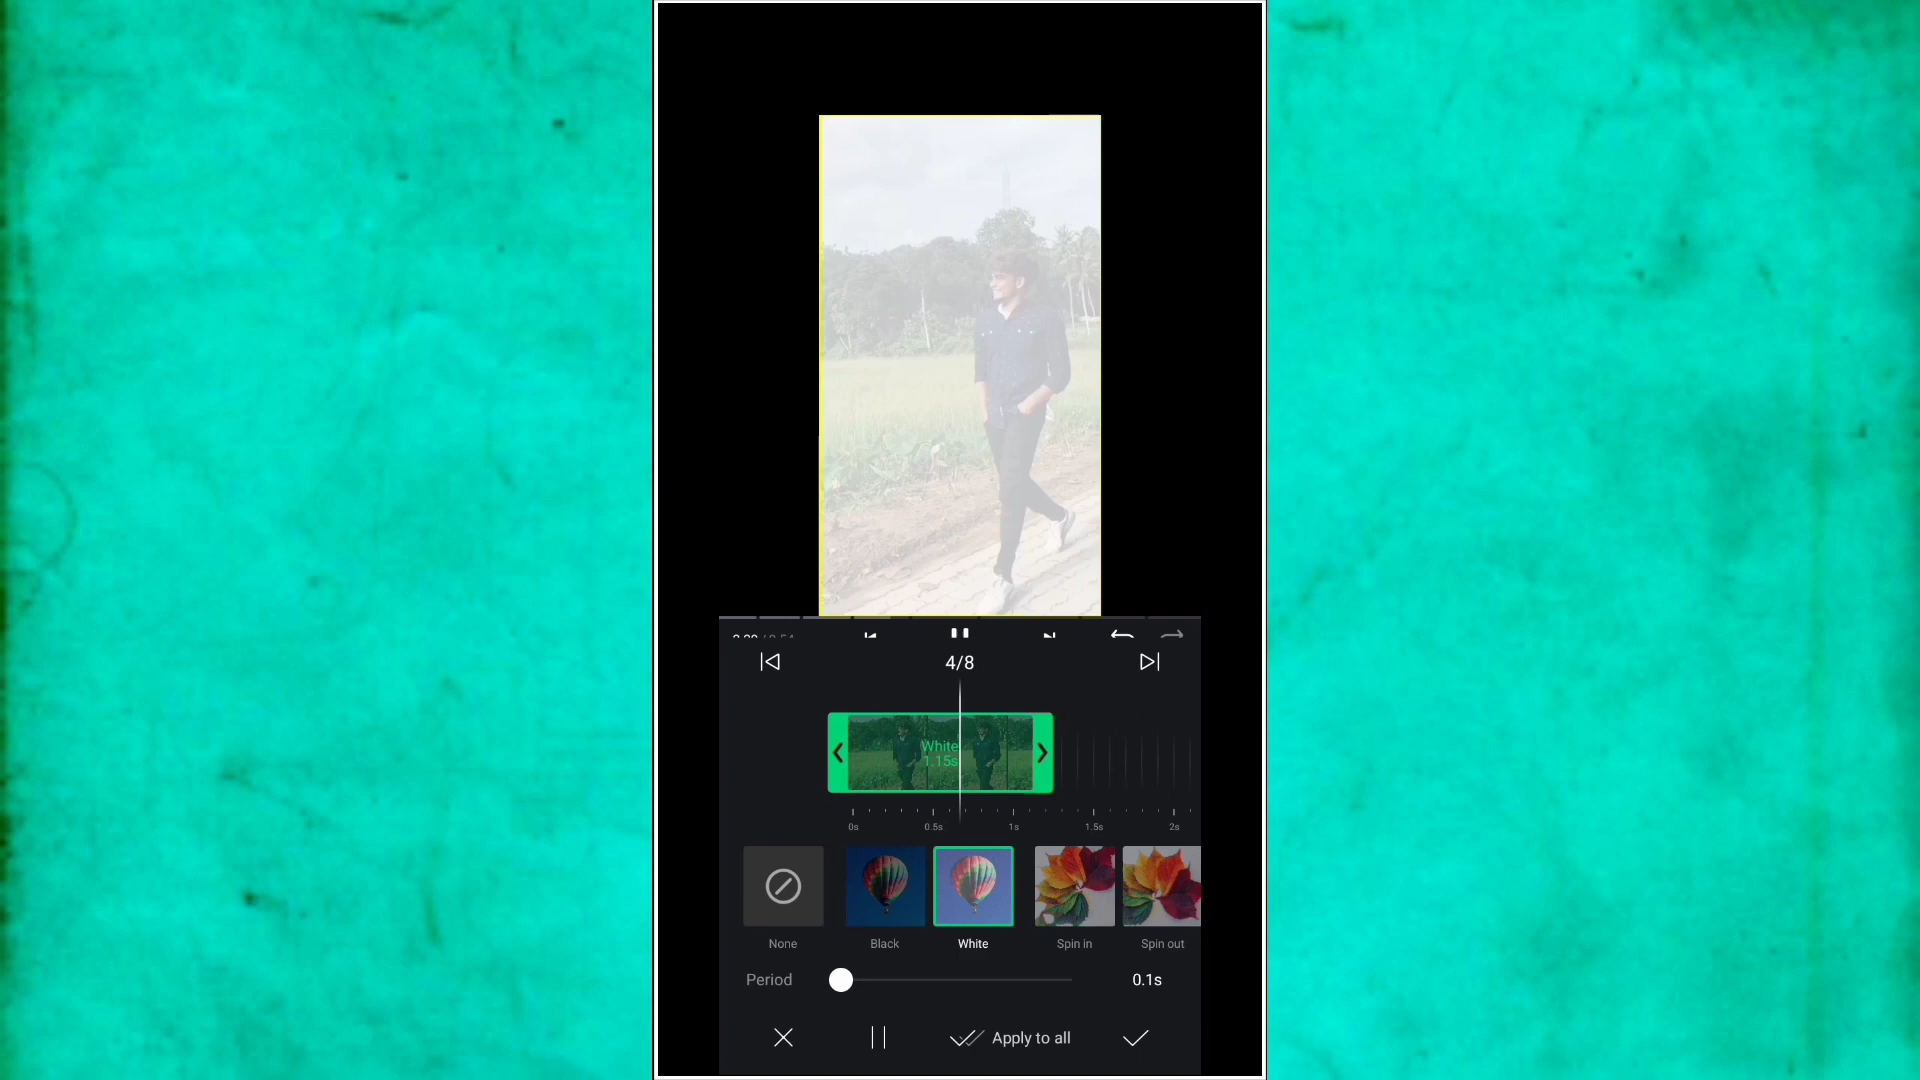 4/8
White
1.15s
0s 0.5s 1s 1.5s 2s
None Black White Spin in Spin out
Period 0.1s
Apply to all